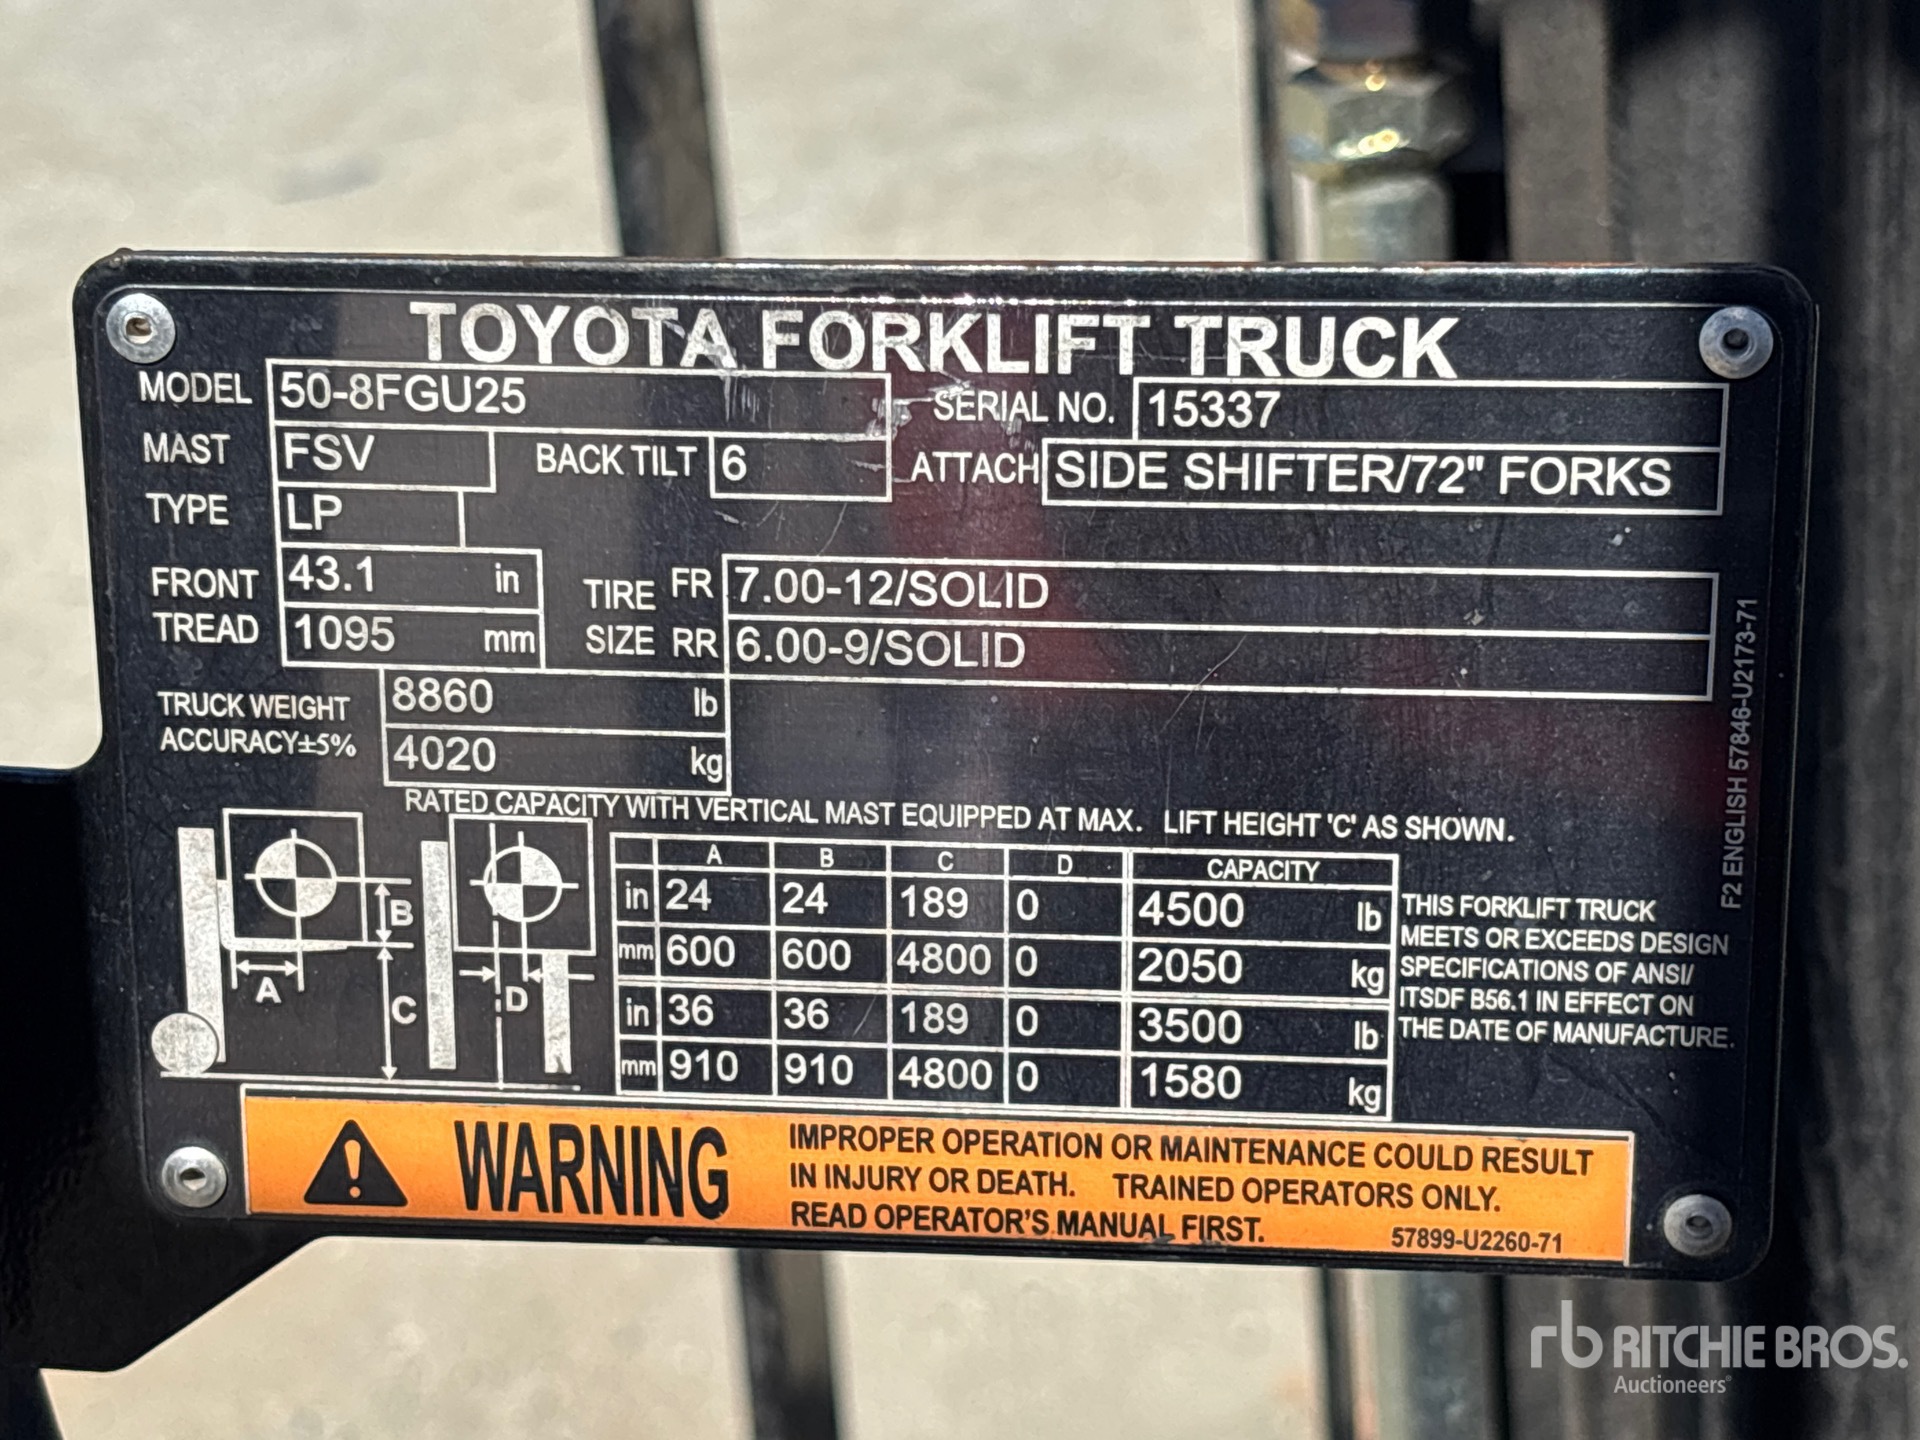 TOYOTA FORKLIFT TRUCK
MODEL 50-8FGU25 SERIAL NO. 15337
MAST FSV BACK TILT 6 ATTACH SIDE SHIFTER/72" FORKS
TYPE LP
FRONT TREAD 43.1 in TIRE SIZE FR 7.00-12/SOLID
1095 mm RR 6.00-9/SOLID
TRUCK WEIGHT 8860 lb
ACCURACY±5% 4020 kg
RATED CAPACITY WITH VERTICAL MAST EQUIPPED AT MAX. LIFT HEIGHT 'C' AS SHOWN.
A B C D CAPACITY
in 24 24 189 0 4500 lb
mm 600 600 4800 0 2050 kg
in 36 36 189 0 3500 lb
mm 910 910 4800 0 1580 kg
B
A
C
D
THIS FORKLIFT TRUCK
MEETS OR EXCEEDS DESIGN
SPECIFICATIONS OF ANSI/
ITSDF B56.1 IN EFFECT ON
THE DATE OF MANUFACTURE.
F2 ENGLISH 57846-U2173-71
WARNING
IMPROPER OPERATION OR MAINTENANCE COULD RESULT
IN INJURY OR DEATH. TRAINED OPERATORS ONLY.
READ OPERATOR'S MANUAL FIRST. 57899-U2260-71
rb RITCHIE BROS.
Auctioneers